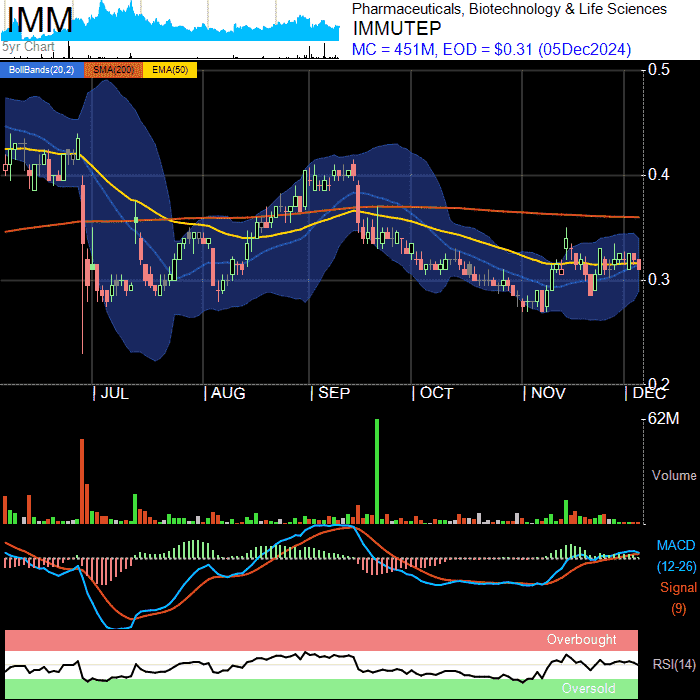 IMM
5yr Chart
Pharmaceuticals, Biotechnology & Life Sciences
IMMUTEP
MC = 451M, EOD = $0.31 (05Dec2024)
BollBands(20,2) SMA(200) EMA(50)
0.5
0.4
0.3
0.2
| JUL | AUG | SEP | OCT | NOV | DEC
62M
Volume
MACD
(12-26)
Signal
(9)
Overbought
RSI(14)
Oversold